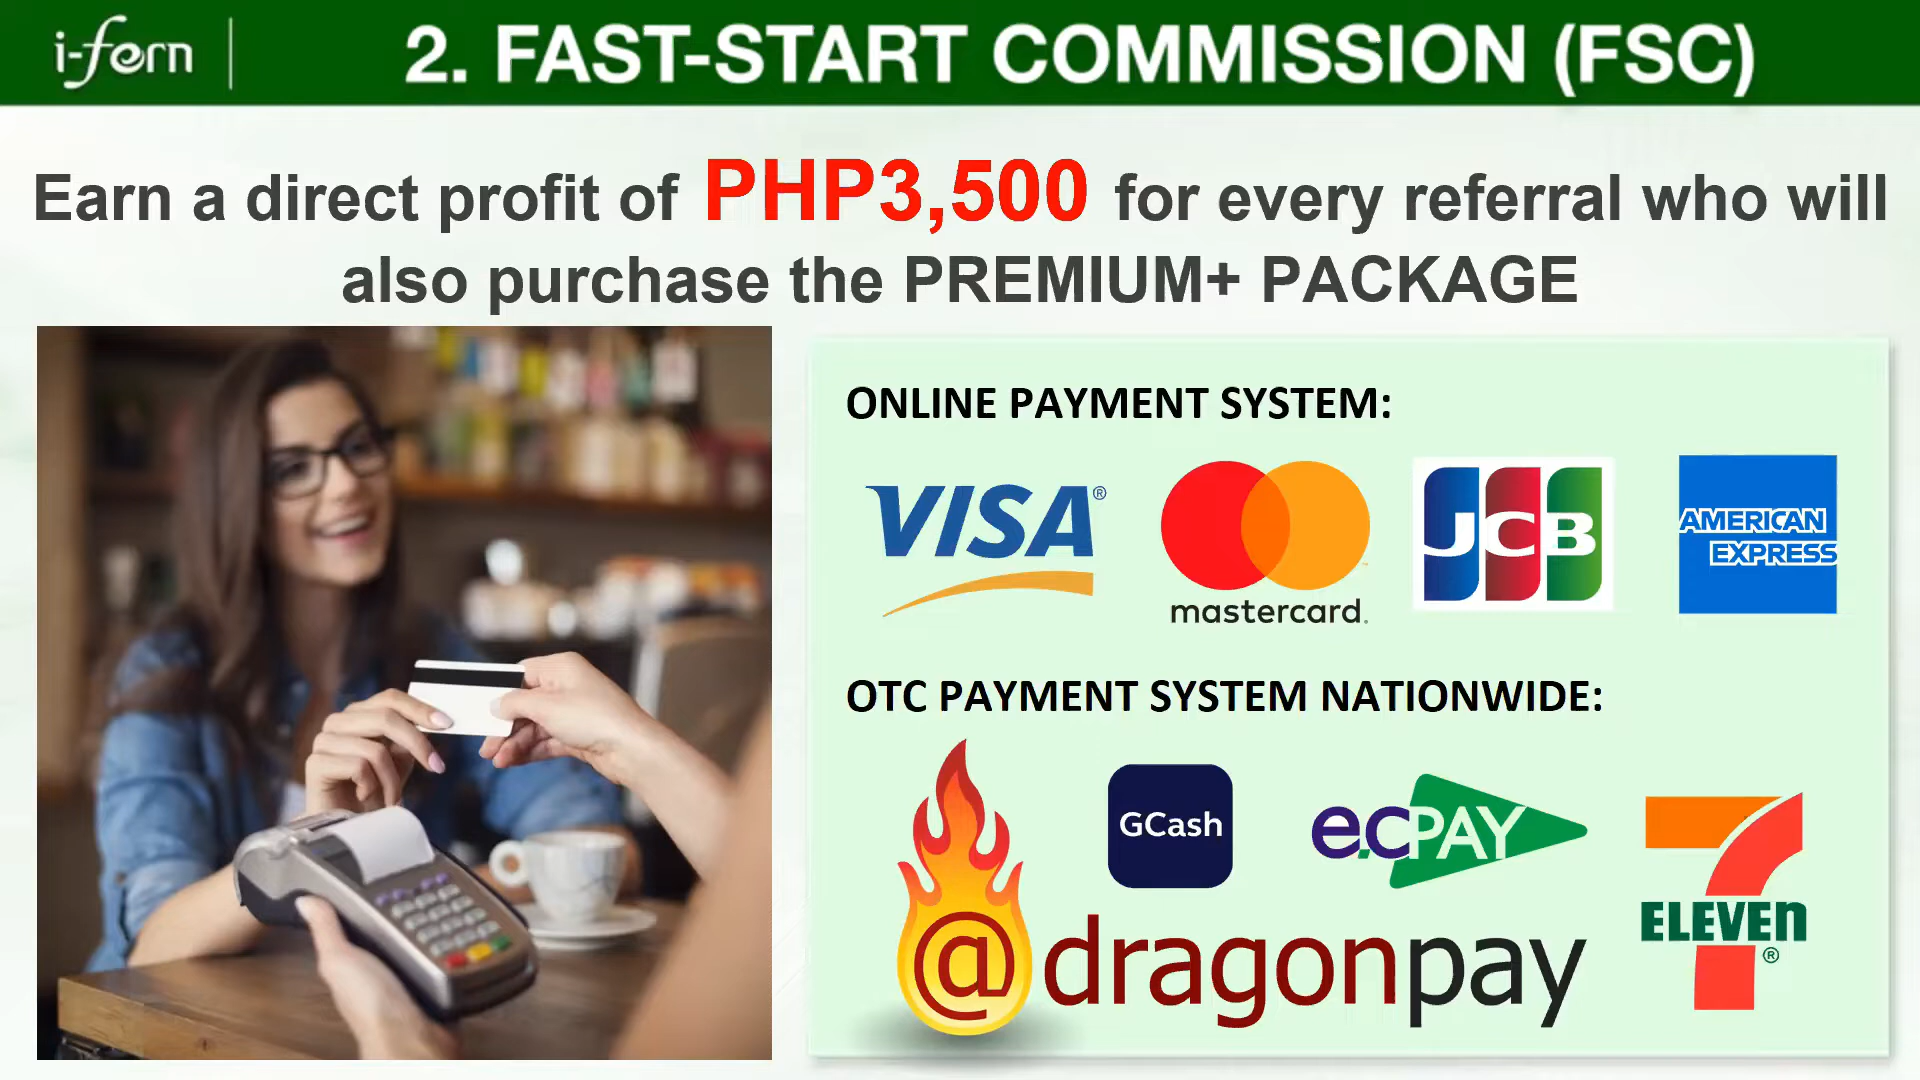 i-fern
2. FAST-START COMMISSION (FSC)
Earn a direct profit of PHP3,500 for every referral who will
also purchase the PREMIUM+ PACKAGE
ONLINE PAYMENT SYSTEM:
VISA®
mastercard.
JCB
AMERICAN
EXPRESS
OTC PAYMENT SYSTEM NATIONWIDE:
GCash
ecPAY
7
ELEVEN
®
@dragonpay